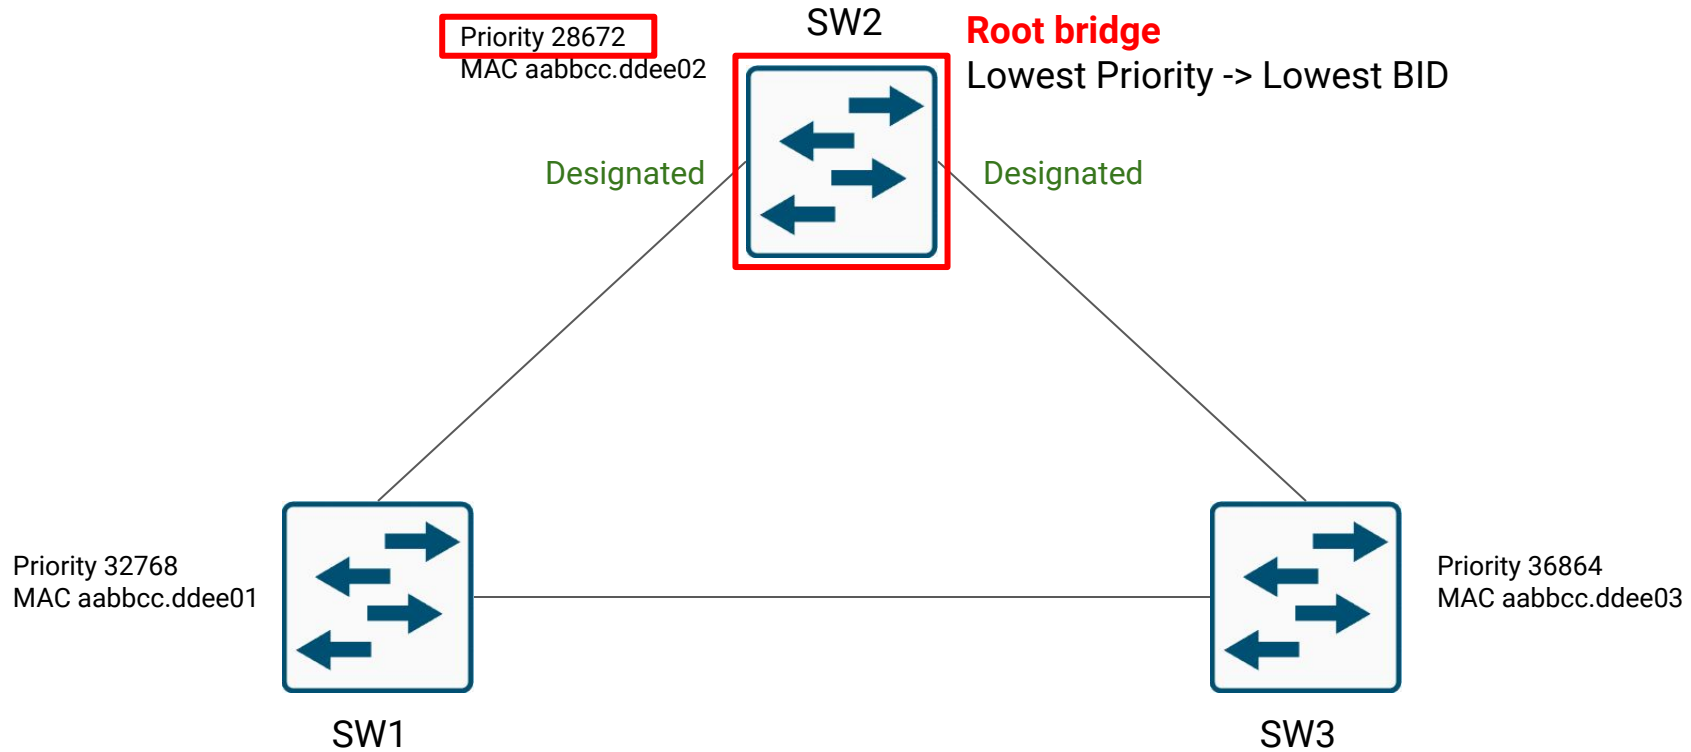 SW2
Root bridge
Priority 28672
MAC aabbcc.ddee02
Lowest Priority -> Lowest BID
Designated
Designated
Priority 32768
MAC aabbcc.ddee01
Priority 36864
MAC aabbcc.ddee03
SW1
SW3